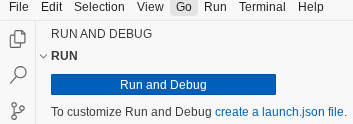 File Edit Selection View Go Run Terminal Help
RUN AND DEBUG
RUN
Run and Debug
To customize Run and Debug create a launch.json file.